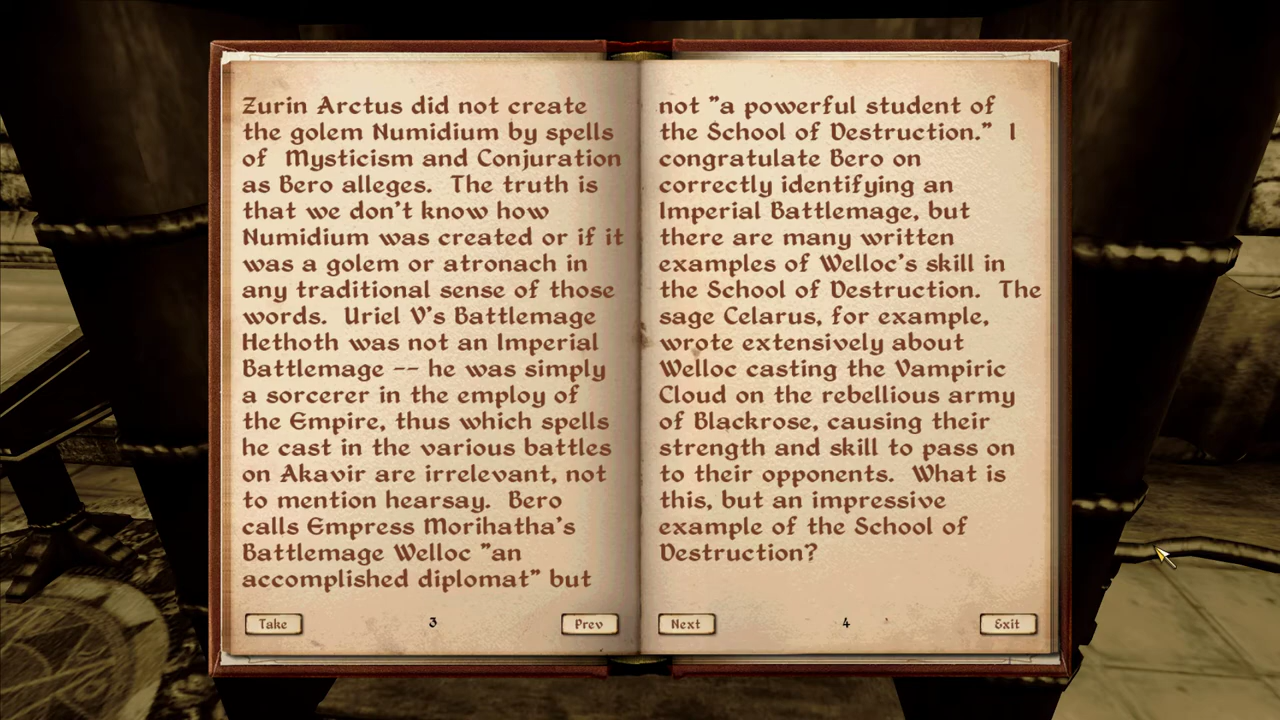 Zurin Arctus did not create
the golem Numidium by spells
of  Mysticism and Conjuration
as Bero alleges.  The truth is
that we don't know how
Numidium was created or if it
was a golem or atronach in
any traditional sense of those
words.  Uriel V's Battlemage
Hethoth was not an Imperial
Battlemage -- he was simply
a sorcerer in the employ of
the Empire, thus which spells
he cast in the various battles
on Akavir are irrelevant, not
to mention hearsay.  Bero
calls Empress Morihatha's
Battlemage Welloc "an
accomplished diplomat" but
Take
3
Prev
not "a powerful student of
the School of Destruction."  I
congratulate Bero on
correctly identifying an
Imperial Battlemage, but
there are many written
examples of Welloc's skill in
the School of Destruction.  The
sage Celarus, for example,
wrote extensively about
Welloc casting the Vampiric
Cloud on the rebellious army
of Blackrose, causing their
strength and skill to pass on
to their opponents.  What is
this, but an impressive
example of the School of
Destruction?
Next
4
Exit